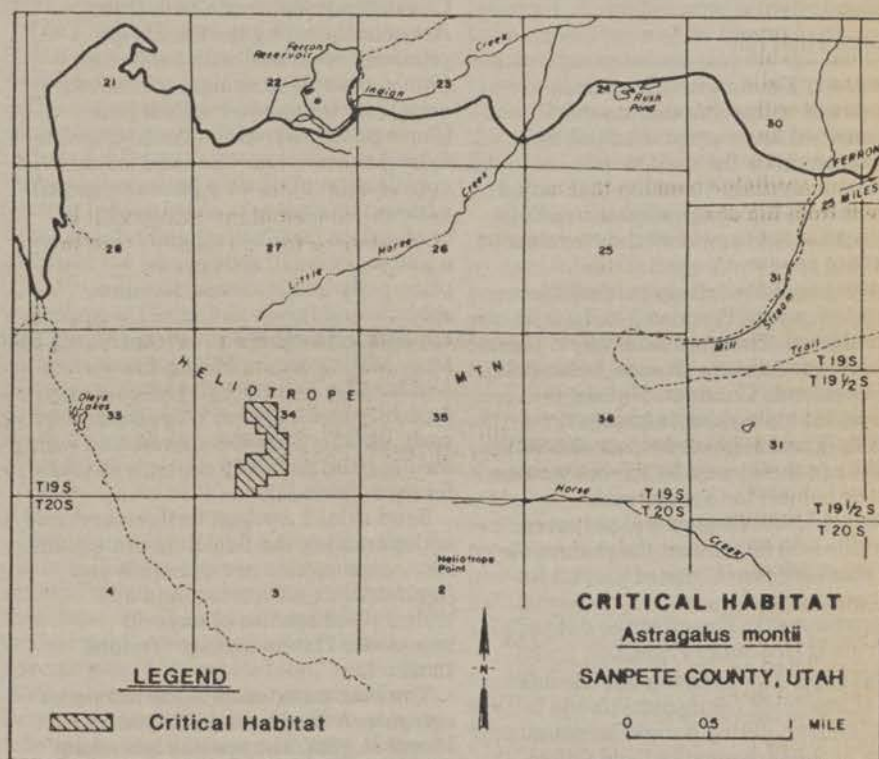 Ferron
Reservoir
Creek
21
22
23
24
Indian
Rush
Pond
30
FERRON
25 MILES
28
27
Little Horse Creek
26
25
31
Mill Stream
Trail
HELIOTROPE MTN
T19S
T19½S
Oleys
Lakes
33
34
35
36
31
T19S
T20S
Horse
T19S
T20S
T19½S
T20S
Creek
Heliotrope
Point
4
3
2
CRITICAL HABITAT
Astragalus montii
SANPETE COUNTY, UTAH
LEGEND
N
Critical Habitat
0 0.5 1 MILE